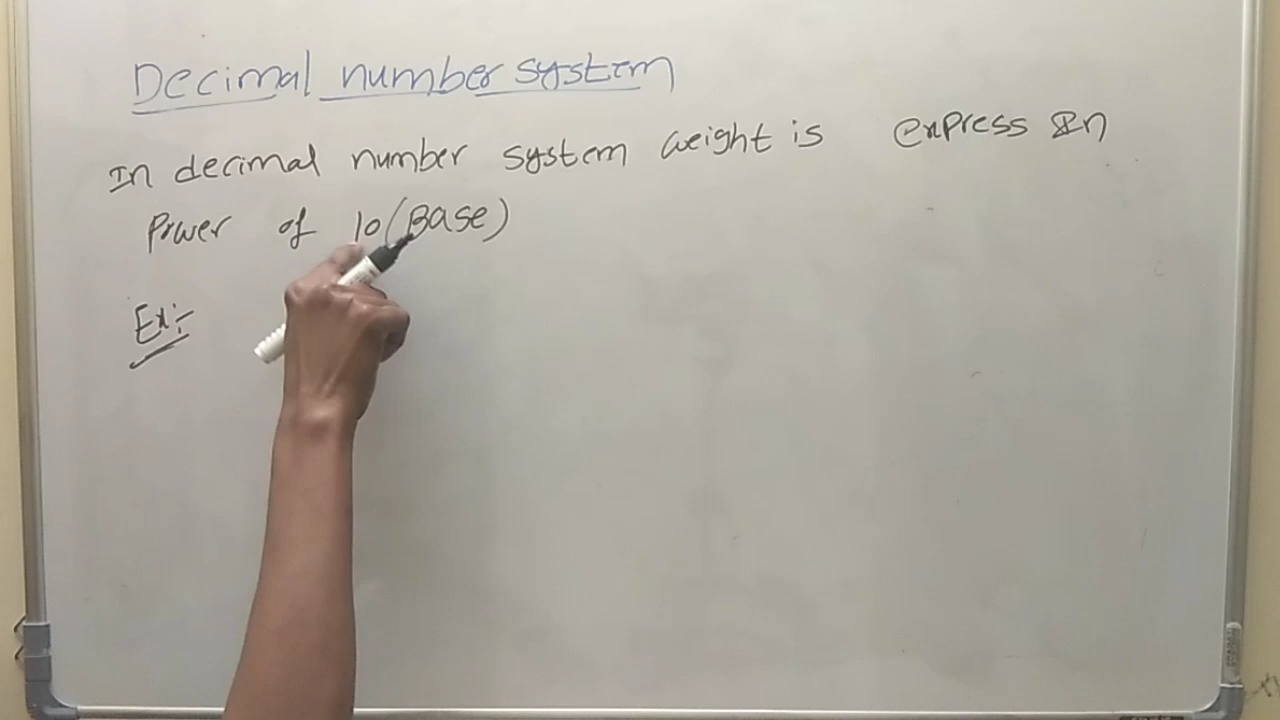 Decimal number system
In decimal number system weight is express In
Power of 10 (Base)
Ex:-